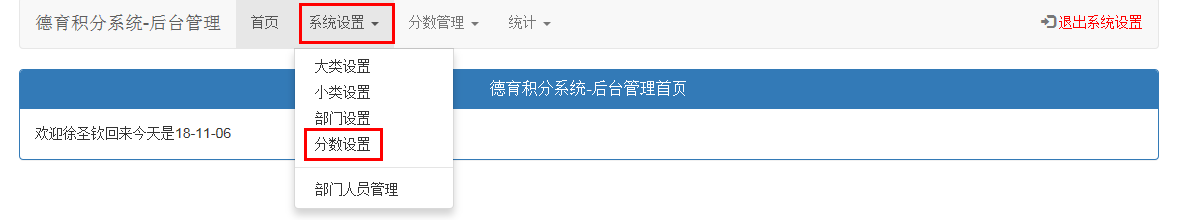 德育积分系统-后台管理 首页 系统设置 分数管理 统计 退出系统设置
大类设置
小类设置
部门设置
分数设置
部门人员管理
德育积分系统-后台管理首页
欢迎徐圣钦回来今天是18-11-06